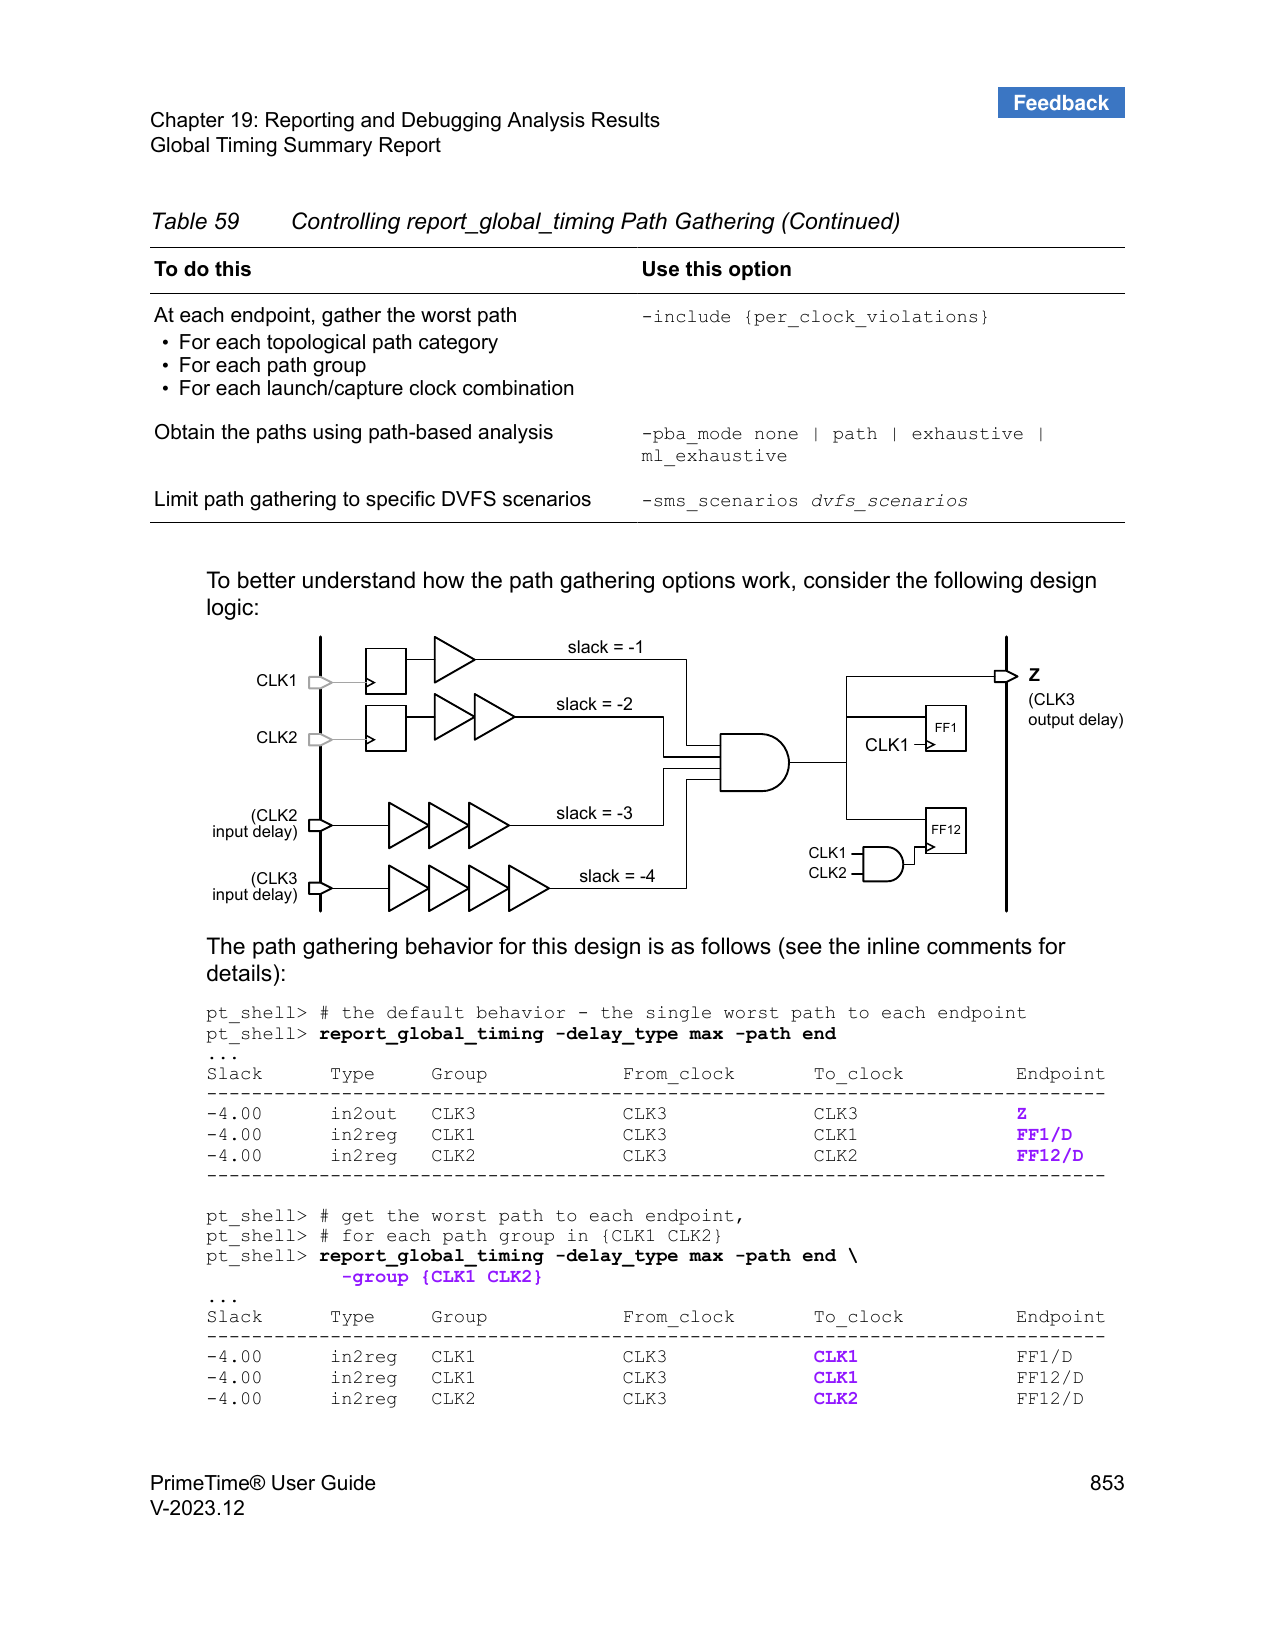 Feedback
Chapter 19: Reporting and Debugging Analysis Results
Global Timing Summary Report
Table 59 Controlling report_global_timing Path Gathering (Continued)
To do this Use this option
At each endpoint, gather the worst path -include {per_clock_violations}
• For each topological path category
• For each path group
• For each launch/capture clock combination
Obtain the paths using path-based analysis -pba_mode none | path | exhaustive |
ml_exhaustive
Limit path gathering to specific DVFS scenarios -sms_scenarios dvfs_scenarios
To better understand how the path gathering options work, consider the following design
logic:
slack = -1
CLK1
slack = -2
CLK2
(CLK2
input delay)
slack = -3
(CLK3
input delay)
slack = -4
Z
(CLK3
output delay)
FF1
CLK1
FF12
CLK1
CLK2
The path gathering behavior for this design is as follows (see the inline comments for
details):
pt_shell> # the default behavior - the single worst path to each endpoint
pt_shell> report_global_timing -delay_type max -path end
...
Slack Type Group From_clock To_clock Endpoint
--------------------------------------------------------------------------------
-4.00 in2out CLK3 CLK3 CLK3 Z
-4.00 in2reg CLK1 CLK3 CLK1 FF1/D
-4.00 in2reg CLK2 CLK3 CLK2 FF12/D
--------------------------------------------------------------------------------
pt_shell> # get the worst path to each endpoint,
pt_shell> # for each path group in {CLK1 CLK2}
pt_shell> report_global_timing -delay_type max -path end \
-group {CLK1 CLK2}
...
Slack Type Group From_clock To_clock Endpoint
--------------------------------------------------------------------------------
-4.00 in2reg CLK1 CLK3 CLK1 FF1/D
-4.00 in2reg CLK1 CLK3 CLK1 FF12/D
-4.00 in2reg CLK2 CLK3 CLK2 FF12/D
PrimeTime® User Guide 853
V-2023.12